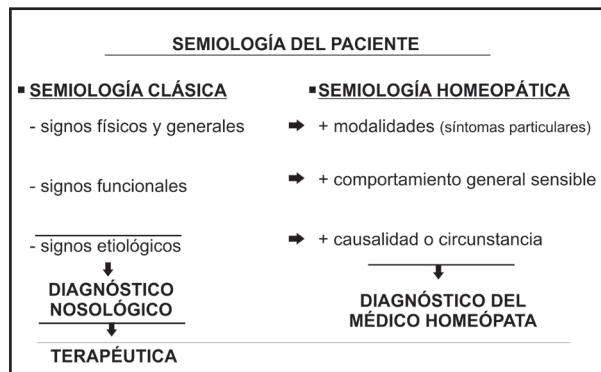 SEMIOLOGÍA DEL PACIENTE
▪ SEMIOLOGÍA CLÁSICA
- signos físicos y generales
- signos funcionales
- signos etiológicos
DIAGNÓSTICO
NOSOLÓGICO
TERAPÉUTICA
▪ SEMIOLOGÍA HOMEOPÁTICA
+ modalidades (síntomas particulares)
+ comportamiento general sensible
+ causalidad o circunstancia
DIAGNÓSTICO DEL
MÉDICO HOMEÓPATA